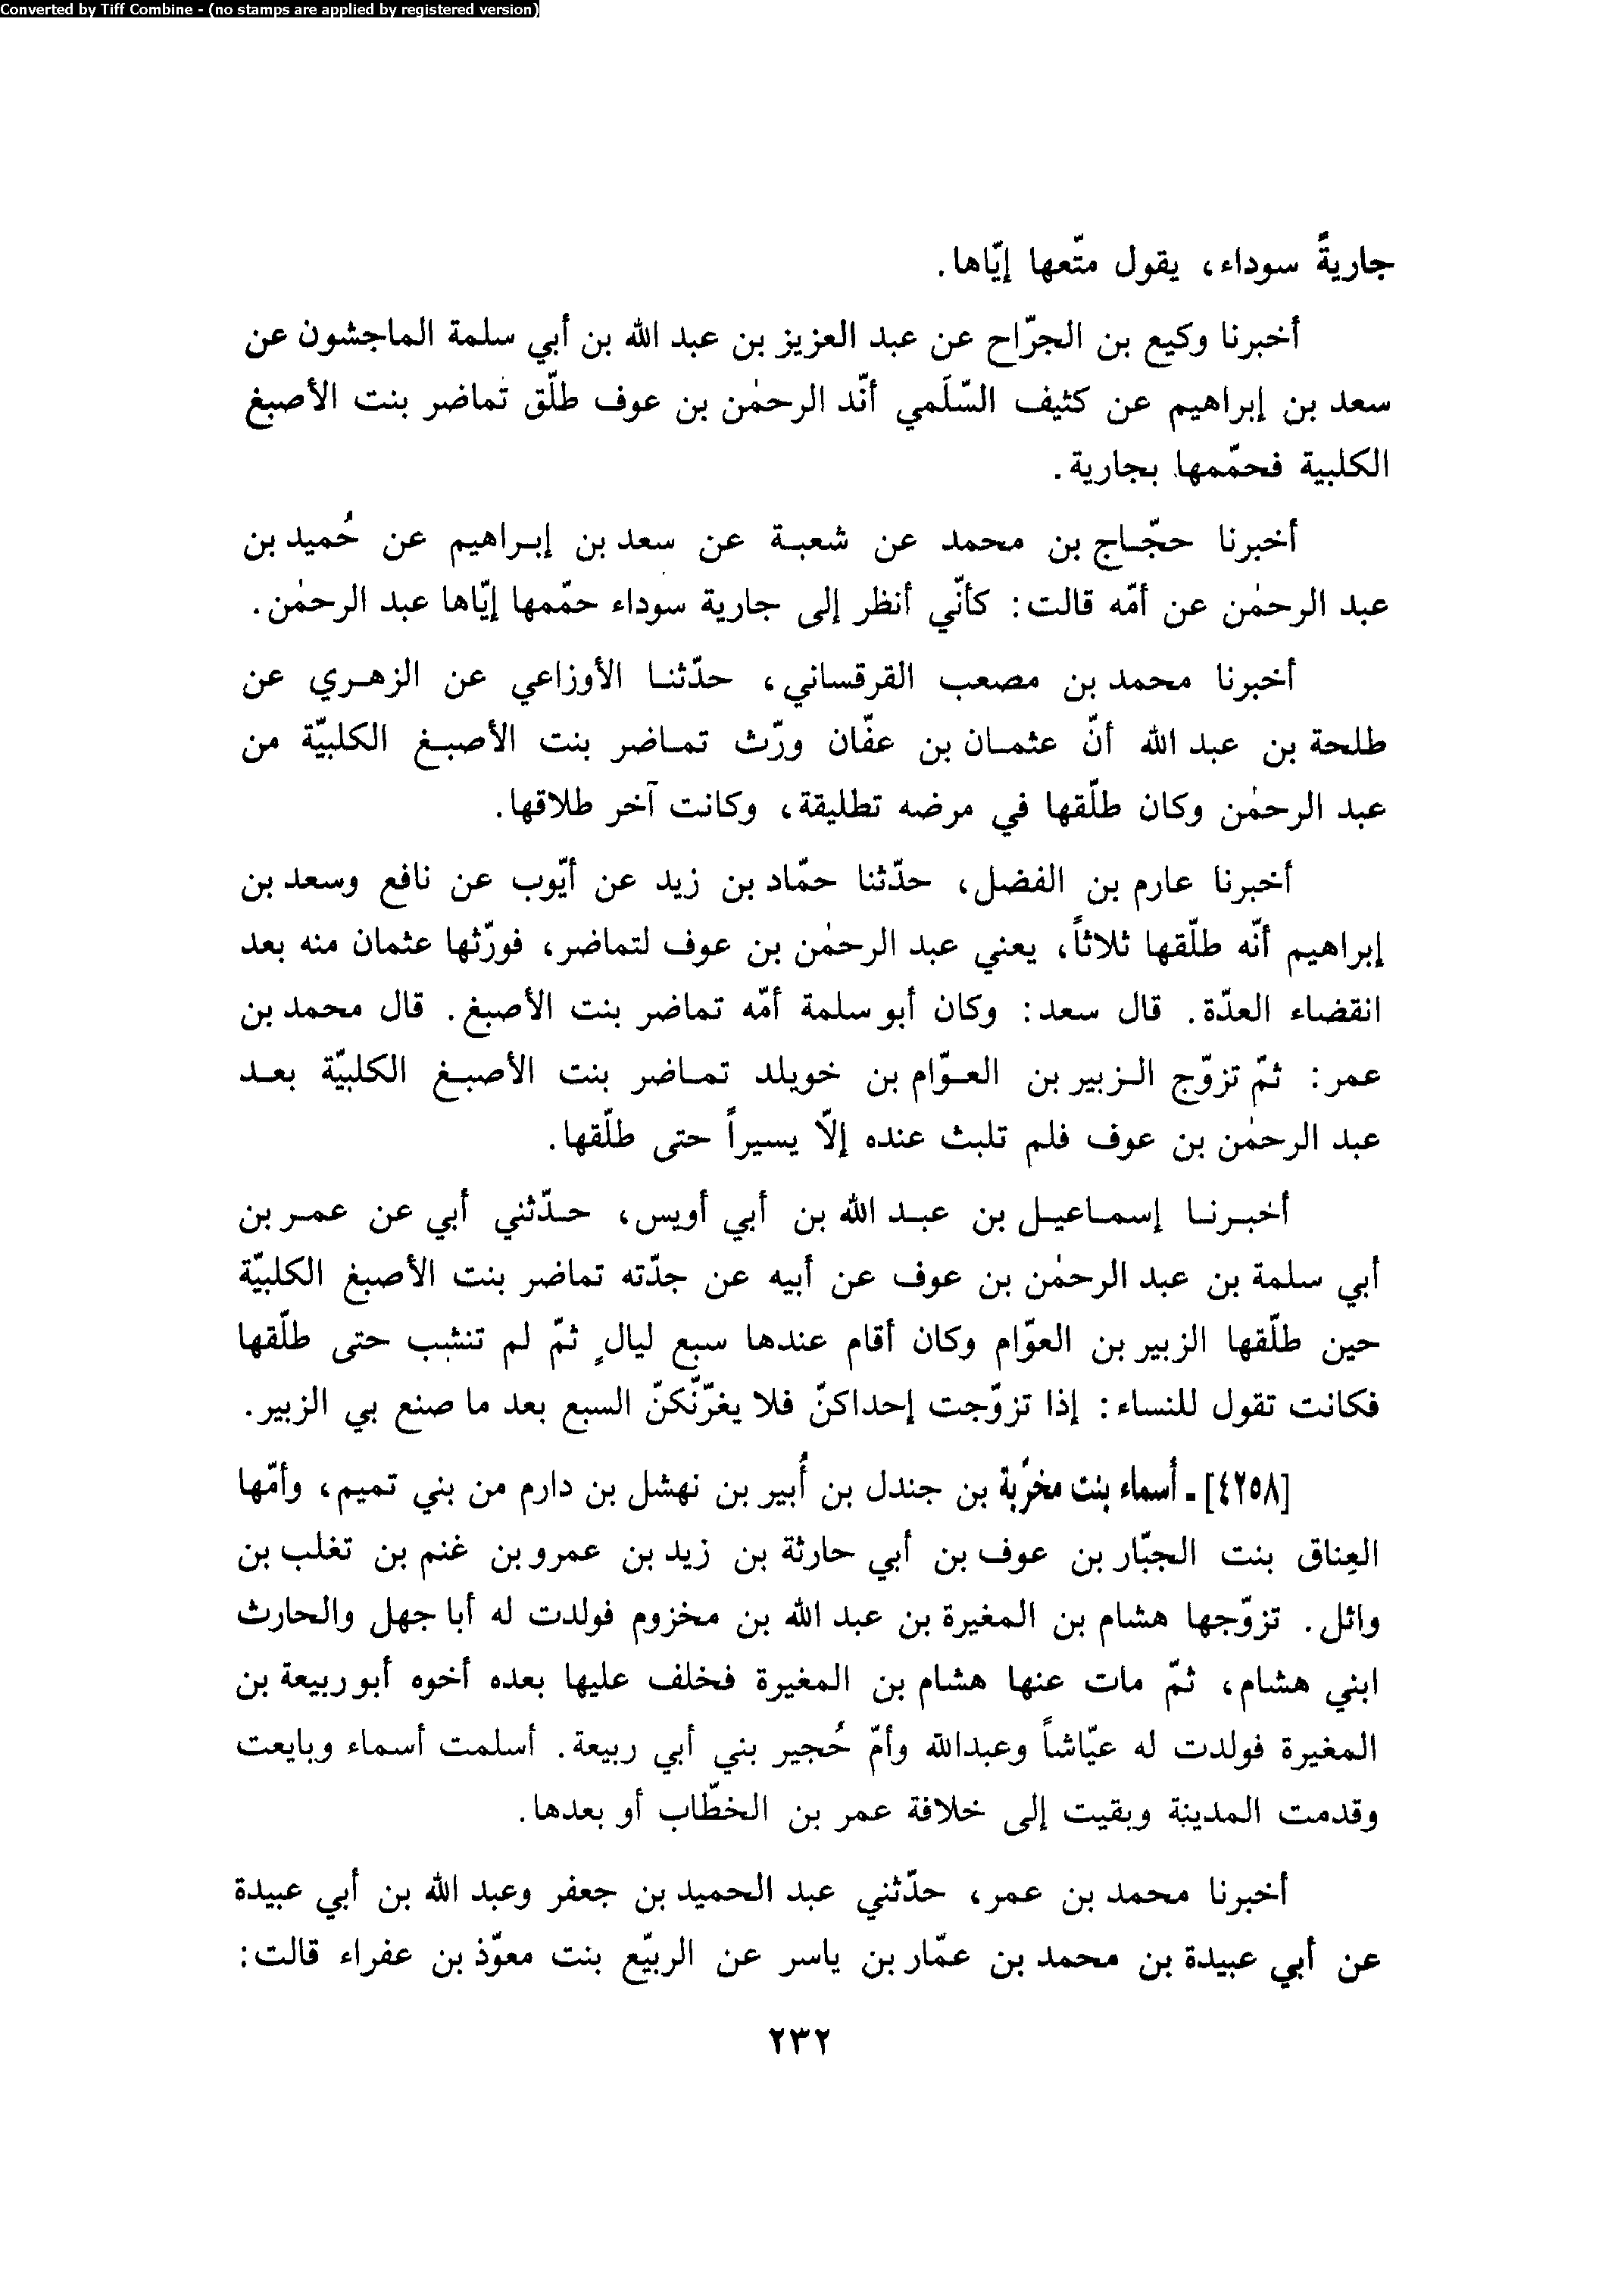 Converted by Tiff Combine - (no stamps are applied by registered version)
جاريةً سوداء، يقول متّعها إيّاها.
أخبرنا وكيع بن الجرّاح عن عبد العزيز بن عبد الله بن أبي سلمة الماجشون عن
سعد بن إبراهيم عن كثيف السّلَمي أنّد الرحمٰن بن عوف طلّق تماضر بنت الأصبغ
الكلبية فحمّمها بجارية.
أخبرنا حجّاج بن محمد عن شعبة عن سعد بن إبراهيم عن حُميد بن
عبد الرحمٰن عن أمّه قالت: كأنّي أنظر إلى جارية سوداء حمّمها إيّاها عبد الرحمٰن.
أخبرنا محمد بن مصعب القرقساني، حدّثنا الأوزاعي عن الزهري عن
طلحة بن عبد الله أنّ عثمان بن عفّان ورّث تماضر بنت الأصبغ الكلبيّة من
عبد الرحمٰن وكان طلّقها في مرضه تطليقة، وكانت آخر طلاقها.
أخبرنا عارم بن الفضل، حدّثنا حمّاد بن زيد عن أيّوب عن نافع وسعد بن
إبراهيم أنّه طلّقها ثلاثاً، يعني عبد الرحمٰن بن عوف لتماضر، فورّثها عثمان منه بعد
انقضاء العدّة. قال سعد: وكان أبو سلمة أمّه تماضر بنت الأصبغ. قال محمد بن
عمر: ثمّ تزوّج الزبير بن العوّام بن خويلد تماضر بنت الأصبغ الكلبيّة بعد
عبد الرحمٰن بن عوف فلم تلبث عنده إلّا يسيراً حتى طلّقها.
أخبرنا إسماعيل بن عبد الله بن أبي أويس، حدّثني أبي عن عمر بن
أبي سلمة بن عبد الرحمٰن بن عوف عن أبيه عن جدّته تماضر بنت الأصبغ الكلبيّة
حين طلّقها الزبير بن العوّام وكان أقام عندها سبع ليالٍ ثمّ لم تنشب حتى طلّقها
فكانت تقول للنساء: إذا تزوّجت إحداكنّ فلا يغرّنّكنّ السبع بعد ما صنع بي الزبير.
[٤٢٥٨] - أسماء بنت مخرّبة بن جندل بن أُبير بن نهشل بن دارم من بني تميم، وأمّها
العِناق بنت الجبّار بن عوف بن أبي حارثة بن زيد بن عمرو بن غنم بن تغلب بن
وائل. تزوّجها هشام بن المغيرة بن عبد الله بن مخزوم فولدت له أبا جهل والحارث
ابني هشام، ثمّ مات عنها هشام بن المغيرة فخلف عليها بعده أخوه أبو ربيعة بن
المغيرة فولدت له عيّاشاً وعبدالله وأمّ حُجير بني أبي ربيعة. أسلمت أسماء وبايعت
وقدمت المدينة وبقيت إلى خلافة عمر بن الخطّاب أو بعدها.
أخبرنا محمد بن عمر، حدّثني عبد الحميد بن جعفر وعبد الله بن أبي عبيدة
عن أبي عبيدة بن محمد بن عمّار بن ياسر عن الربيّع بنت معوّذ بن عفراء قالت:
٢٣٢